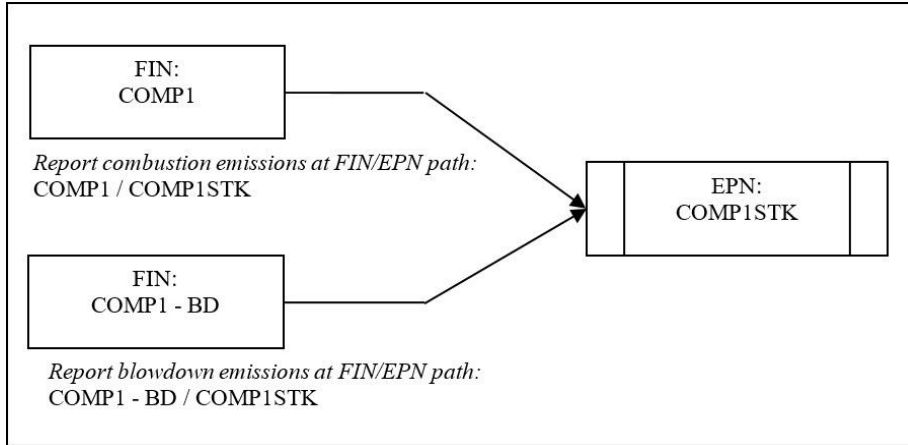 FIN:
COMP1
Report combustion emissions at FIN/EPN path:
COMP1 / COMP1STK
EPN:
COMP1STK
FIN:
COMP1 - BD
Report blowdown emissions at FIN/EPN path:
COMP1 - BD / COMP1STK